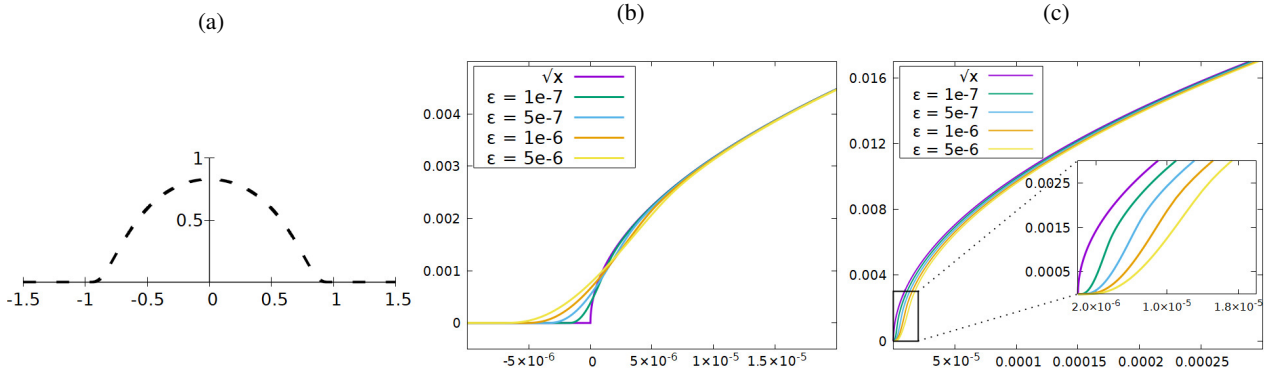 (a)
1
0.5
-1.5 -1 -0.5 0 0.5 1 1.5
(b)
√x
ε = 1e-7
ε = 5e-7
ε = 1e-6
ε = 5e-6
0.004
0.003
0.002
0.001
0
-5×10⁻⁶ 0 5×10⁻⁶ 1×10⁻⁵ 1.5×10⁻⁵
(c)
√x
ε = 1e-7
ε = 5e-7
ε = 1e-6
ε = 5e-6
0.016
0.012
0.008
0.004
0
5×10⁻⁵ 0.0001 0.00015 0.0002 0.00025
0.0025
0.0015
0.0005
2.0×10⁻⁶ 1.0×10⁻⁵ 1.8×10⁻⁵